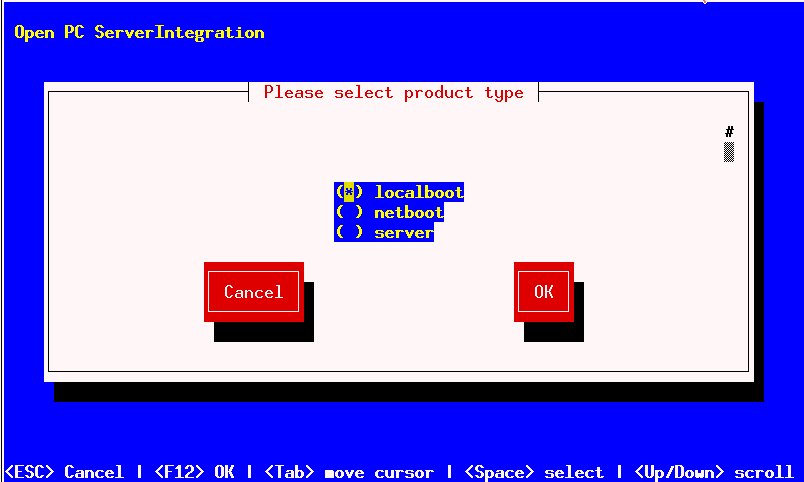 Open PC ServerIntegration
Please select product type
#
(*) localboot
( ) netboot
( ) server
Cancel
OK
<ESC> Cancel | <F12> OK | <Tab> move cursor | <Space> select | <Up/Down> scroll